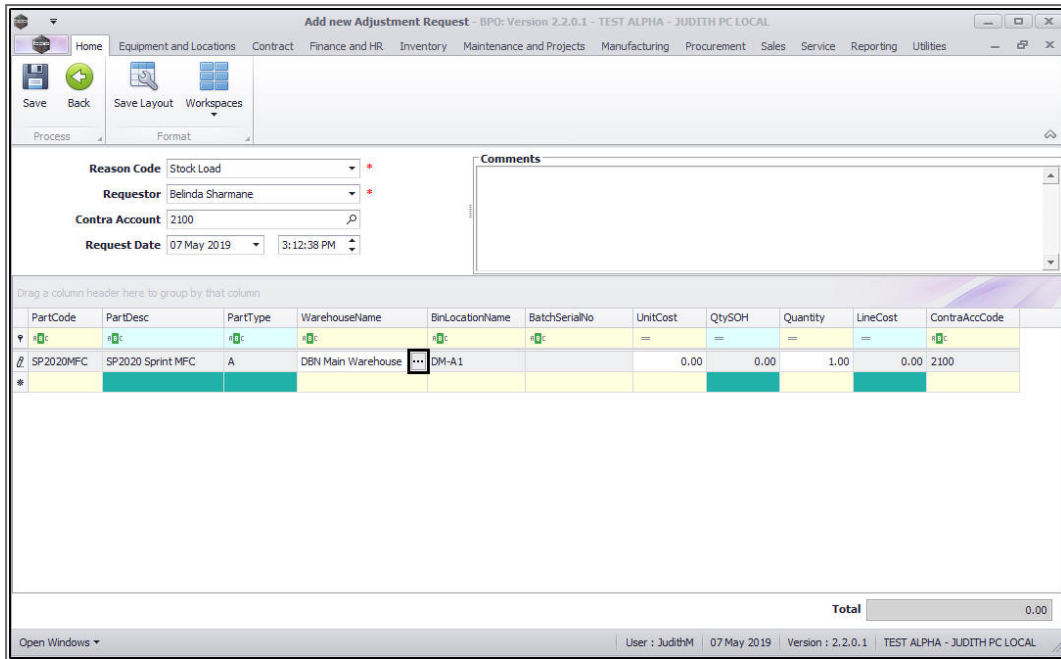 Add new Adjustment Request - BPO: Version 2.2.0.1 - TEST ALPHA - JUDITH PC LOCAL
Home Equipment and Locations Contract Finance and HR Inventory Maintenance and Projects Manufacturing Procurement Sales Service Reporting Utilities
Save Back Save Layout Workspaces
Process Format
Reason Code Stock Load *
Requestor Belinda Sharmane *
Contra Account 2100
Request Date 07 May 2019 3:12:38 PM
Comments
Drag a column header here to group by that column
PartCode PartDesc PartType WarehouseName BinLocationName BatchSerialNo UnitCost QtySOH Quantity LineCost ContraAccCode
= = = =
SP2020MFC SP2020 Sprint MFC A DBN Main Warehouse ... DM-A1 0.00 0.00 1.00 0.00 2100
Total 0.00
Open Windows User : JudithM 07 May 2019 Version : 2.2.0.1 TEST ALPHA - JUDITH PC LOCAL